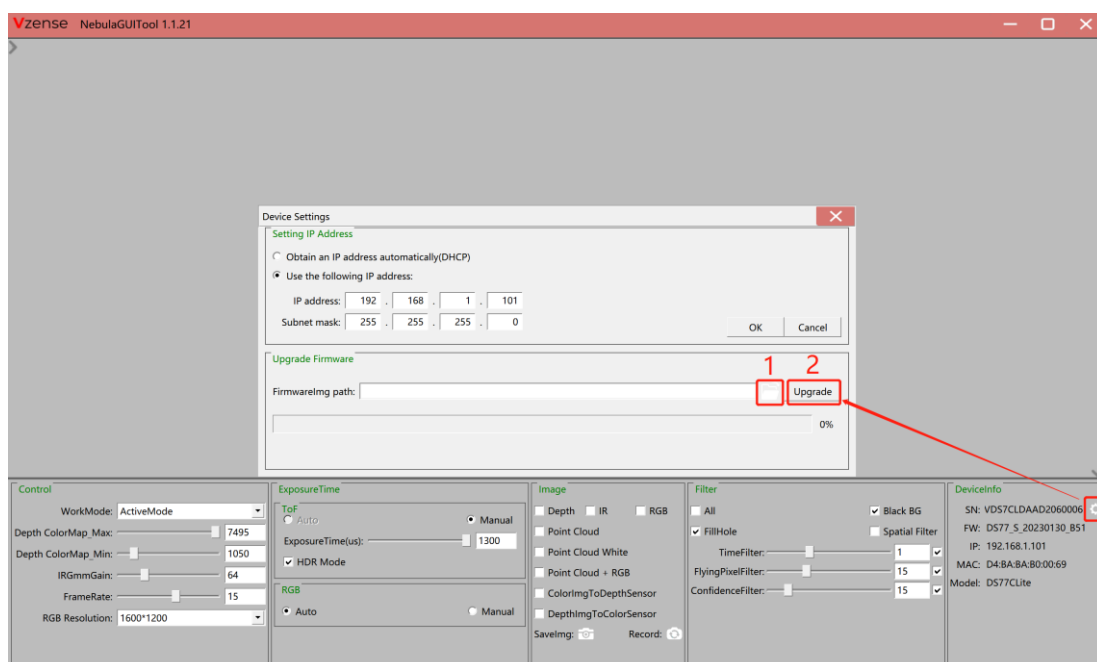 Vzense NebulaGUITool 1.1.21
Device Settings
Setting IP Address
Obtain an IP address automatically(DHCP)
Use the following IP address:
IP address: 192 . 168 . 1 . 101
Subnet mask: 255 . 255 . 255 . 0
OK Cancel
Upgrade Firmware
1 2
FirmwareImg path: Upgrade
0%
Control
WorkMode: ActiveMode
Depth ColorMap_Max: 7495
Depth ColorMap_Min: 1050
IRGmmGain: 64
FrameRate: 15
RGB Resolution: 1600*1200
ExposureTime
ToF
Auto Manual
ExposureTime(us): 1300
HDR Mode
RGB
Auto Manual
Image
Depth IR RGB
Point Cloud
Point Cloud White
Point Cloud + RGB
ColorImgToDepthSensor
DepthImgToColorSensor
SaveImg: Record:
Filter
All Black BG
FillHole Spatial Filter
TimeFilter: 1
FlyingPixelFilter: 15
ConfidenceFilter: 15
DeviceInfo
SN: VDS7CLDAAD2060006
FW: DS77_S_20230130_B51
IP: 192.168.1.101
MAC: D4:BA:BA:B0:00:69
Model: DS77CLite